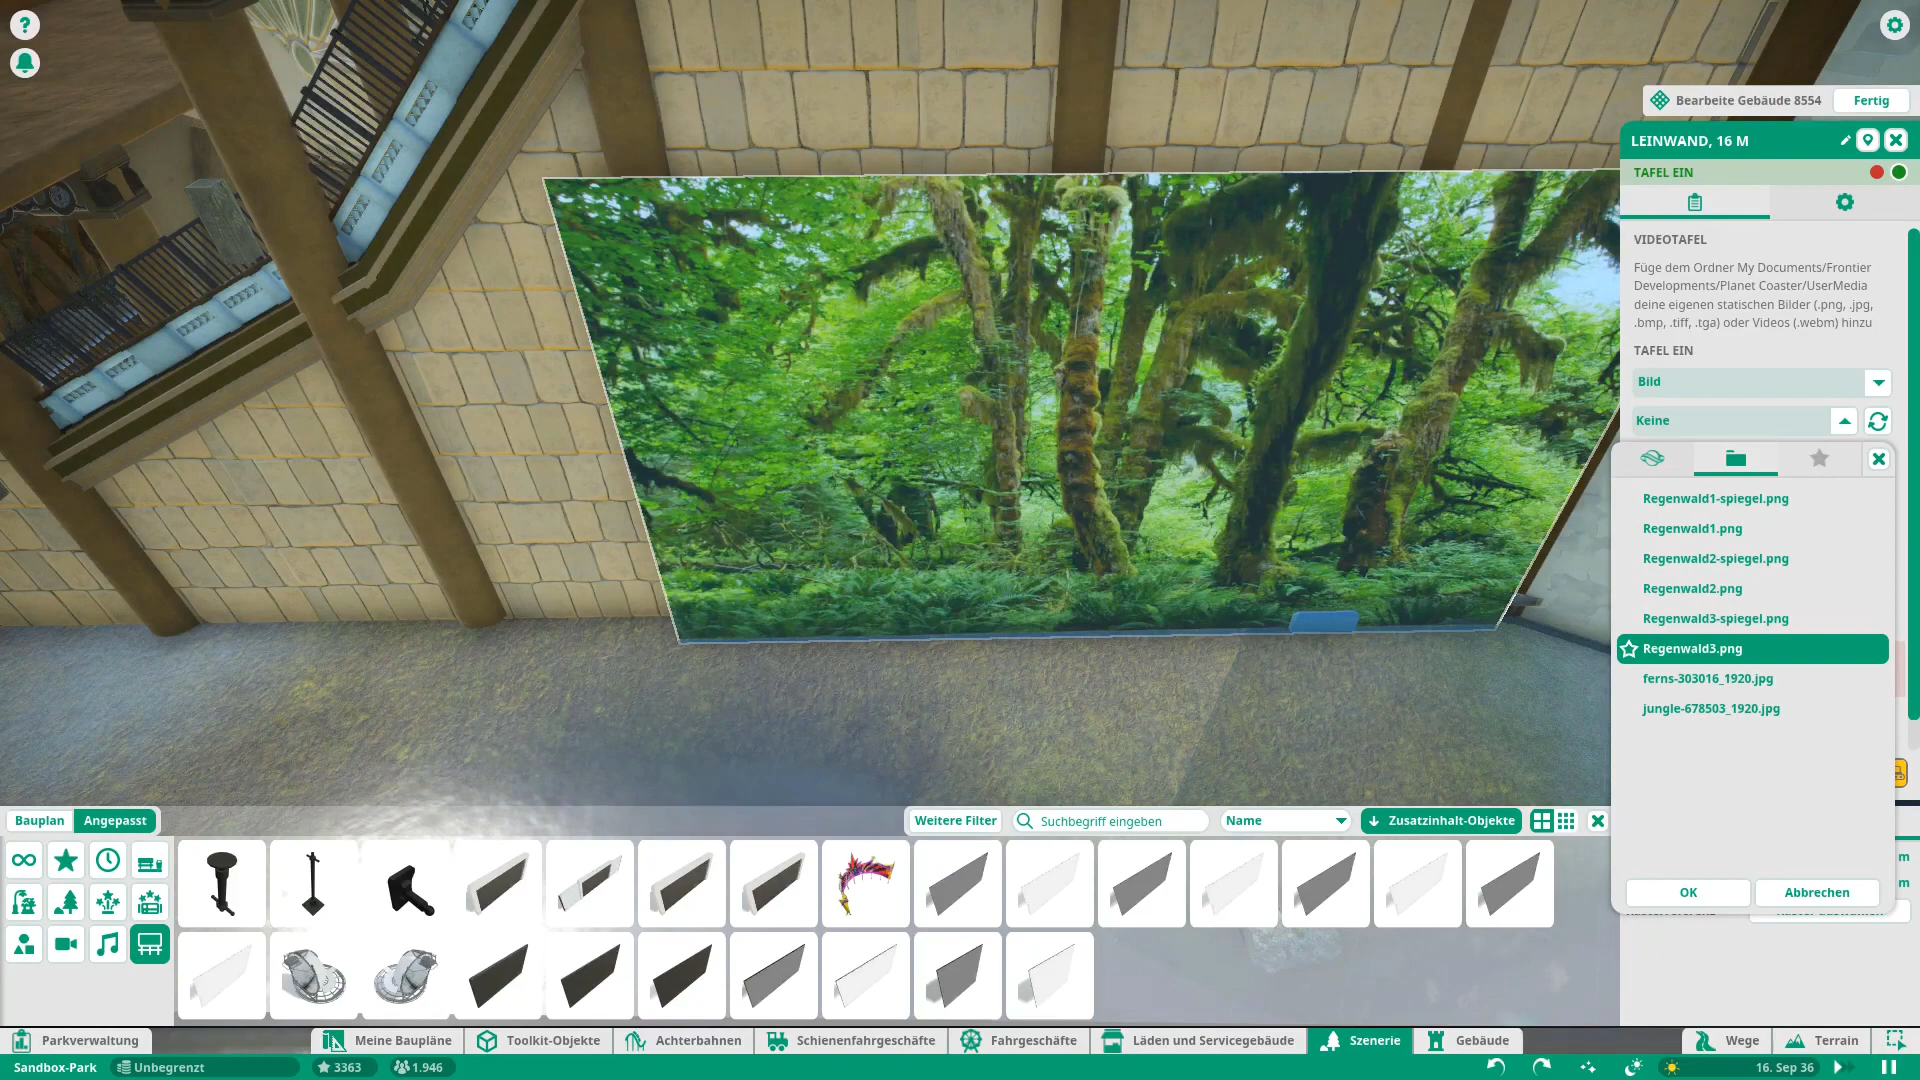 ?
Bearbeite Gebäude 8554
Fertig
LEINWAND, 16 M
TAFEL EIN
VIDEOTAFEL
Füge dem Ordner My Documents/Frontier
Developments/Planet Coaster/UserMedia
deine eigenen statischen Bilder (.png, .jpg,
.bmp, .tiff, .tga) oder Videos (.webm) hinzu
TAFEL EIN
Bild
Keine
Regenwald1-spiegel.png
Regenwald1.png
Regenwald2-spiegel.png
Regenwald2.png
Regenwald3-spiegel.png
Regenwald3.png
ferns-303016_1920.jpg
jungle-678503_1920.jpg
m
m
OK
Abbrechen
Bauplan
Angepasst
Weitere Filter
Suchbegriff eingeben
Name
Zusatzinhalt-Objekte
Parkverwaltung
Meine Baupläne
Toolkit-Objekte
Achterbahnen
Schienenfahrgeschäfte
Fahrgeschäfte
Läden und Servicegebäude
Szenerie
Gebäude
Wege
Terrain
Sandbox-Park
Unbegrenzt
3363
1.946
16. Sep 36